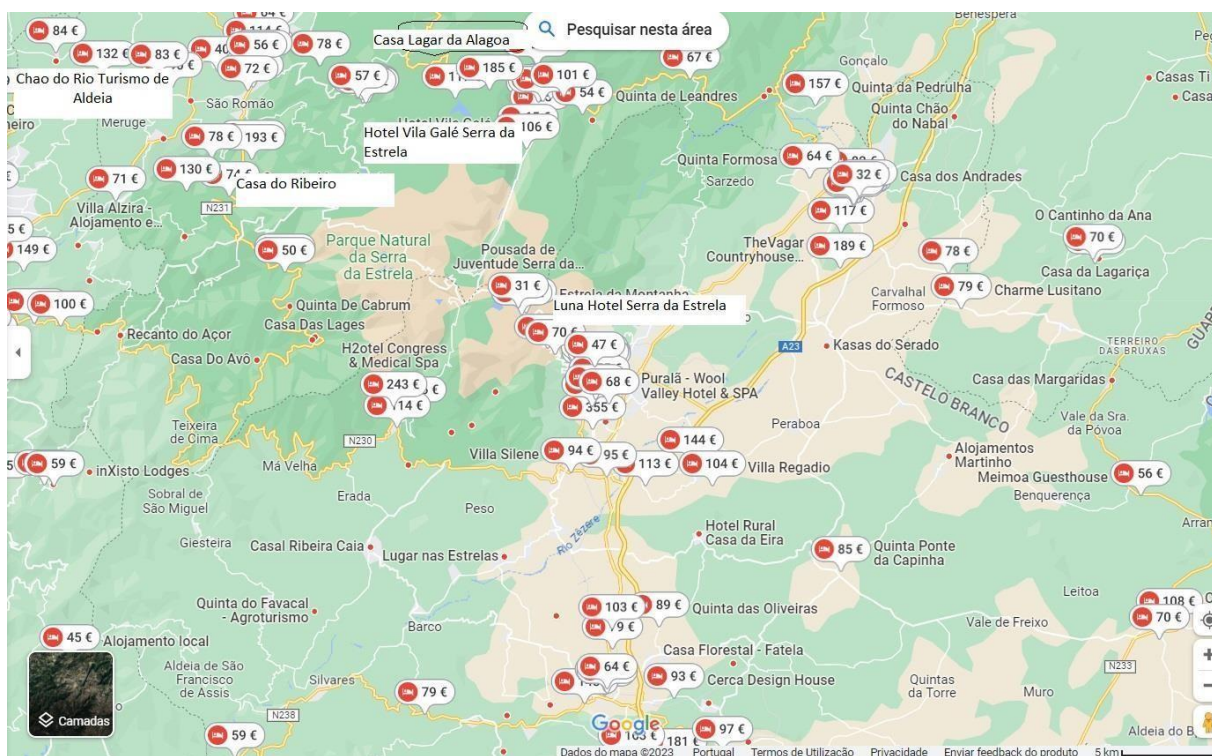 84 €
114 €
132 €
83 €
56 €
78 €
72 €
57 €
Casa Lagar da Alagoa
Pesquisar nesta área
Benespera
67 €
185 €
101 €
54 €
Quinta de Leandres
157 €
Gonçalo
Quinta da Pedrulha
Casas Ti
Casa
Chao do Rio Turismo de
Aldeia
São Romão
Meruge
Quinta Chão
do Nabal
106 €
Hotel Vila Galé Serra da
Estrela
78 €
193 €
130 €
74 €
Casa do Ribeiro
71 €
Villa Alzira -
Alojamento e...
N231
Quinta Formosa
64 €
Sarzedo
32 €
Casa dos Andrades
117 €
O Cantinho da Ana
70 €
Casa da Lagariça
149 €
50 €
Parque Natural
da Serra
da Estrela
Pousada de
Juventude Serra da...
TheVagar
Countryhouse...
189 €
78 €
79 €
Charme Lusitano
Carvalhal
Formoso
31 €
Luna Hotel Serra da Estrela
100 €
Quinta De Cabrum
Recanto do Açor
Casa Das Lages
Casa Do Avô
70 €
47 €
A23
Kasas do Serado
TERREIRO
DAS BRUXAS
GUAR
H2otel Congress
& Medical Spa
243 €
114 €
68 €
Puralã - Wool
Valley Hotel & SPA
355 €
CASTELO BRANCO
Casa das Margaridas
Vale da Sra.
da Póvoa
Teixeira
de Cima
N230
Peraboa
144 €
Villa Silene
94 €
95 €
113 €
104 €
Villa Regadio
Alojamentos
Martinho
Meimoa Guesthouse
56 €
Benquerença
59 €
inXisto Lodges
Má Velha
Sobral de
São Miguel
Erada
Peso
Arran
Giesteira
Casal Ribeira Caia
Lugar nas Estrelas
Rio Zêzere
Hotel Rural
Casa da Eira
85 €
Quinta Ponte
da Capinha
Leitoa
108 €
70 €
Quinta do Favacal
- Agroturismo
Barco
103 €
89 €
Quinta das Oliveiras
Vale de Freixo
45 €
Alojamento local
Aldeia de São
Francisco
de Assis
Silvares
79 €
64 €
Casa Florestal - Fatela
93 €
Cerca Design House
Quintas
da Torre
Muro
N233
Camadas
N238
59 €
Google
181 €
97 €
Aldeia do B
Dados do mapa ©2023
Portugal
Termos de Utilização
Privacidade
Enviar feedback do produto
5 km